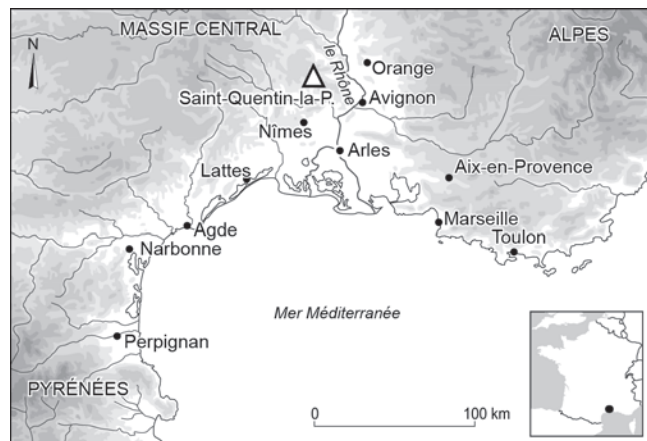 MASSIF CENTRAL
ALPES
N
le Rhône
Orange
Saint-Quentin-la-P.
Avignon
Nîmes
Arles
Lattes
Aix-en-Provence
Agde
Marseille
Narbonne
Toulon
Mer Méditerranée
Perpignan
PYRÉNÉES
0
100 km